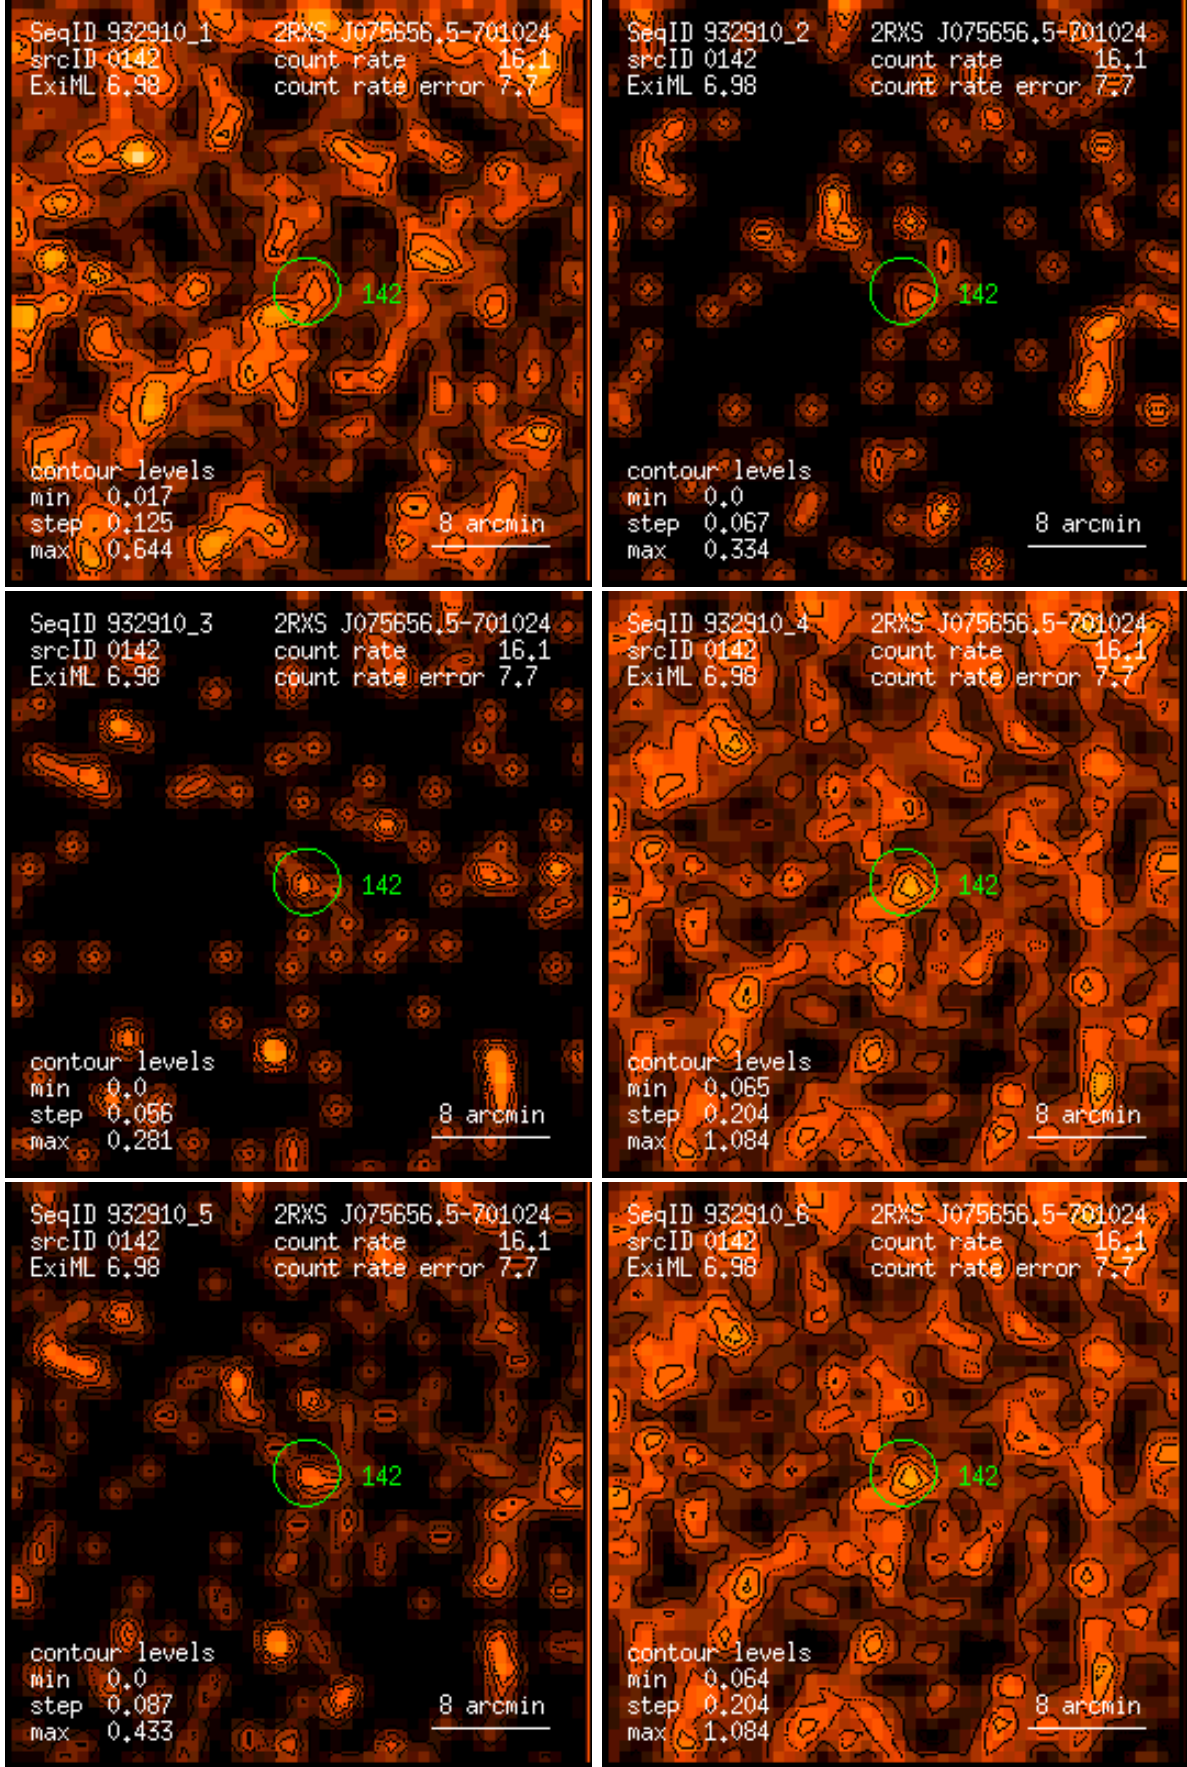 SeqID 932910_1 2RXS J075656.5-701024
srcID 0142 count rate 16.1
ExiML 6.98 count rate error 7.7
142
contour levels
min 0.017
step 0.125 8 arcmin
max 0.644
SeqID 932910_2 2RXS J075656.5-701024
srcID 0142 count rate 16.1
ExiML 6.98 count rate error 7.7
142
contour levels
min 0.0
step 0.067 8 arcmin
max 0.334
SeqID 932910_3 2RXS J075656.5-701024
srcID 0142 count rate 16.1
ExiML 6.98 count rate error 7.7
142
contour levels
min 0.0
step 0.056 8 arcmin
max 0.281
SeqID 932910_4 2RXS J075656.5-701024
srcID 0142 count rate 16.1
ExiML 6.98 count rate error 7.7
142
contour levels
min 0.065
step 0.204 8 arcmin
max 1.084
SeqID 932910_5 2RXS J075656.5-701024
srcID 0142 count rate 16.1
ExiML 6.98 count rate error 7.7
142
contour levels
min 0.0
step 0.087 8 arcmin
max 0.433
SeqID 932910_6 2RXS J075656.5-701024
srcID 0142 count rate 16.1
ExiML 6.98 count rate error 7.7
142
contour levels
min 0.064
step 0.204 8 arcmin
max 1.084